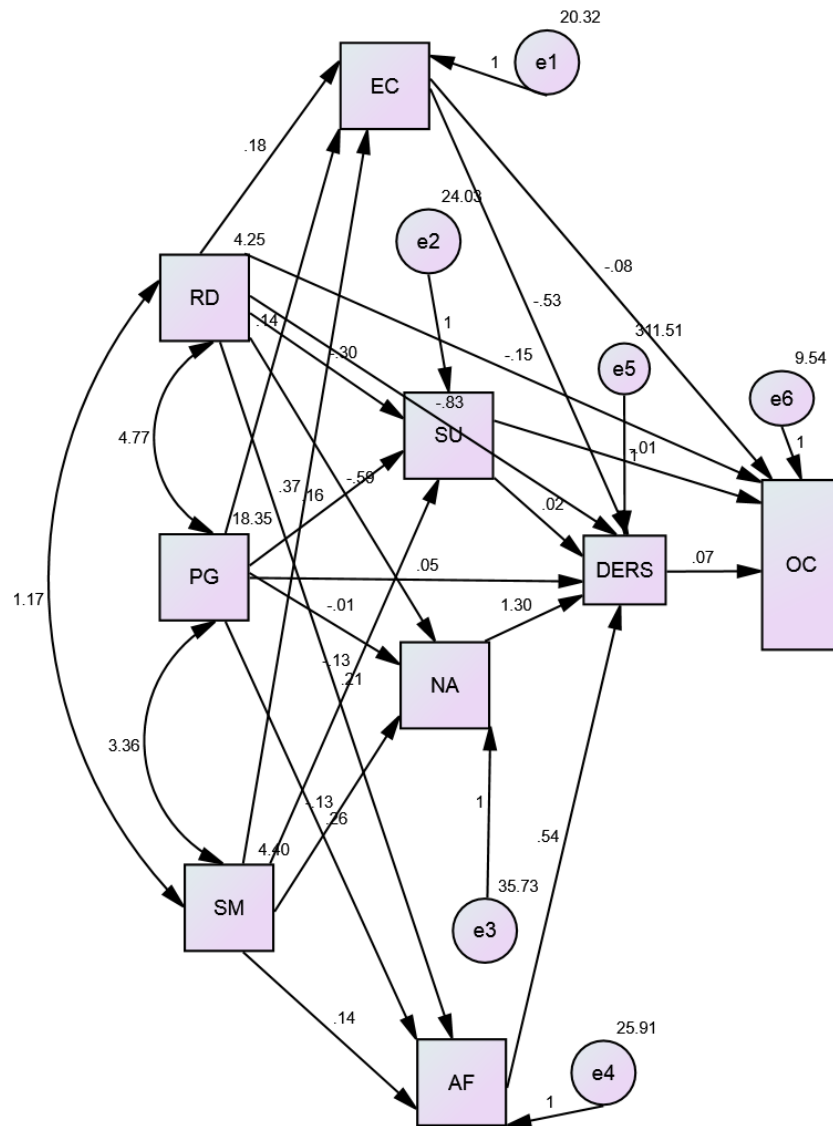 20.32
e1
1
EC
.18
24.03
4.25
e2
RD
-.08
-.53
.14
1
311.51
-.30
-.15
e5
9.54
e6
-.83
SU
1
4.77
-.01
1
.37
-.59
.16
.02
18.35
PG
.05
DERS
.07
OC
1.17
-.01
1.30
NA
-.13
.21
3.36
-.13
.26
1
4.40
.54
SM
35.73
e3
.14
25.91
AF
e4
1